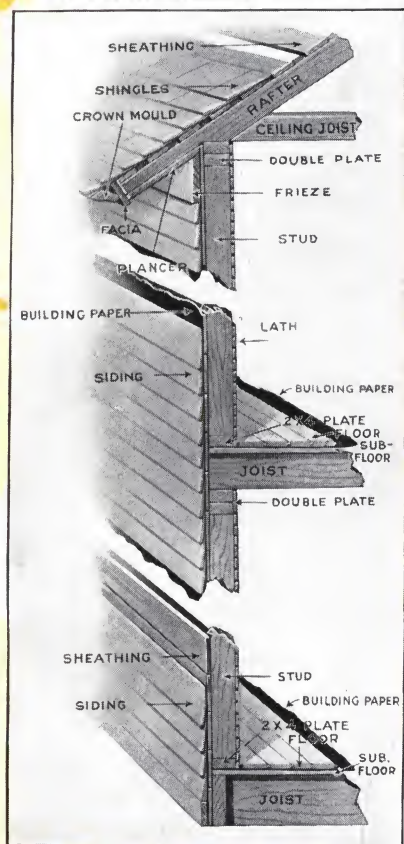 SHEATHING
SHINGLES
CROWN MOULD
RAFTER
CEILING JOIST
DOUBLE PLATE
FRIEZE
FACIA
STUD
PLANCER
BUILDING PAPER
LATH
SIDING
BUILDING PAPER
2X4 PLATE
FLOOR
SUB-
FLOOR
JOIST
DOUBLE PLATE
SHEATHING
STUD
SIDING
BUILDING PAPER
2X4 PLATE
FLOOR
SUB.
FLOOR
JOIST